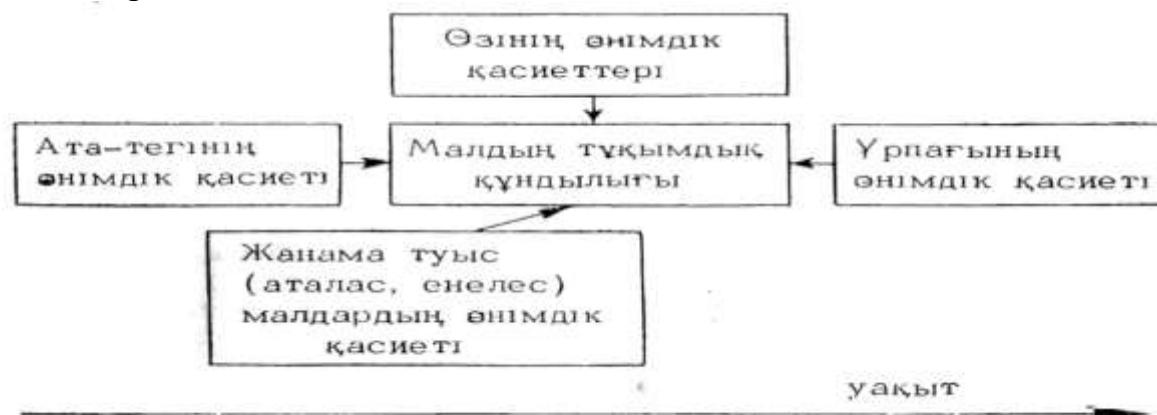 Өзінің өнімдік
қасиеттері
Ата-тегінің
өнімдік қасиеті
Малдың тұқымдық
құндылығы
Ұрпағының
өнімдік қасиеті
Жанама туыс
(аталас, енелес)
малдардың өнімдік
қасиеті
уақыт